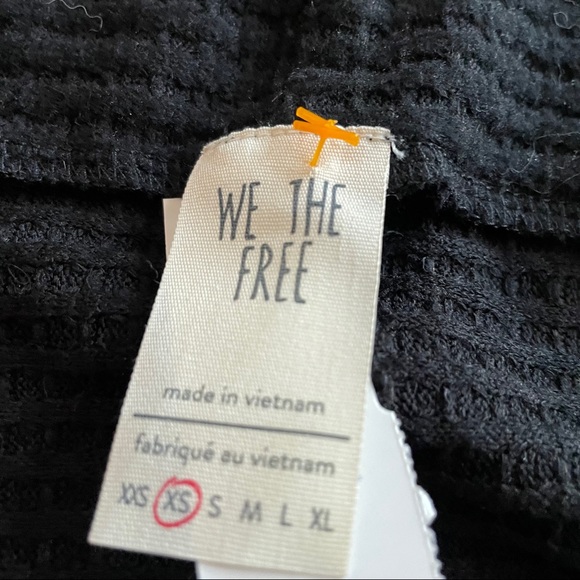 WE THE
FREE
made in vietnam
fabriqué au vietnam
XXS XS S M L XL